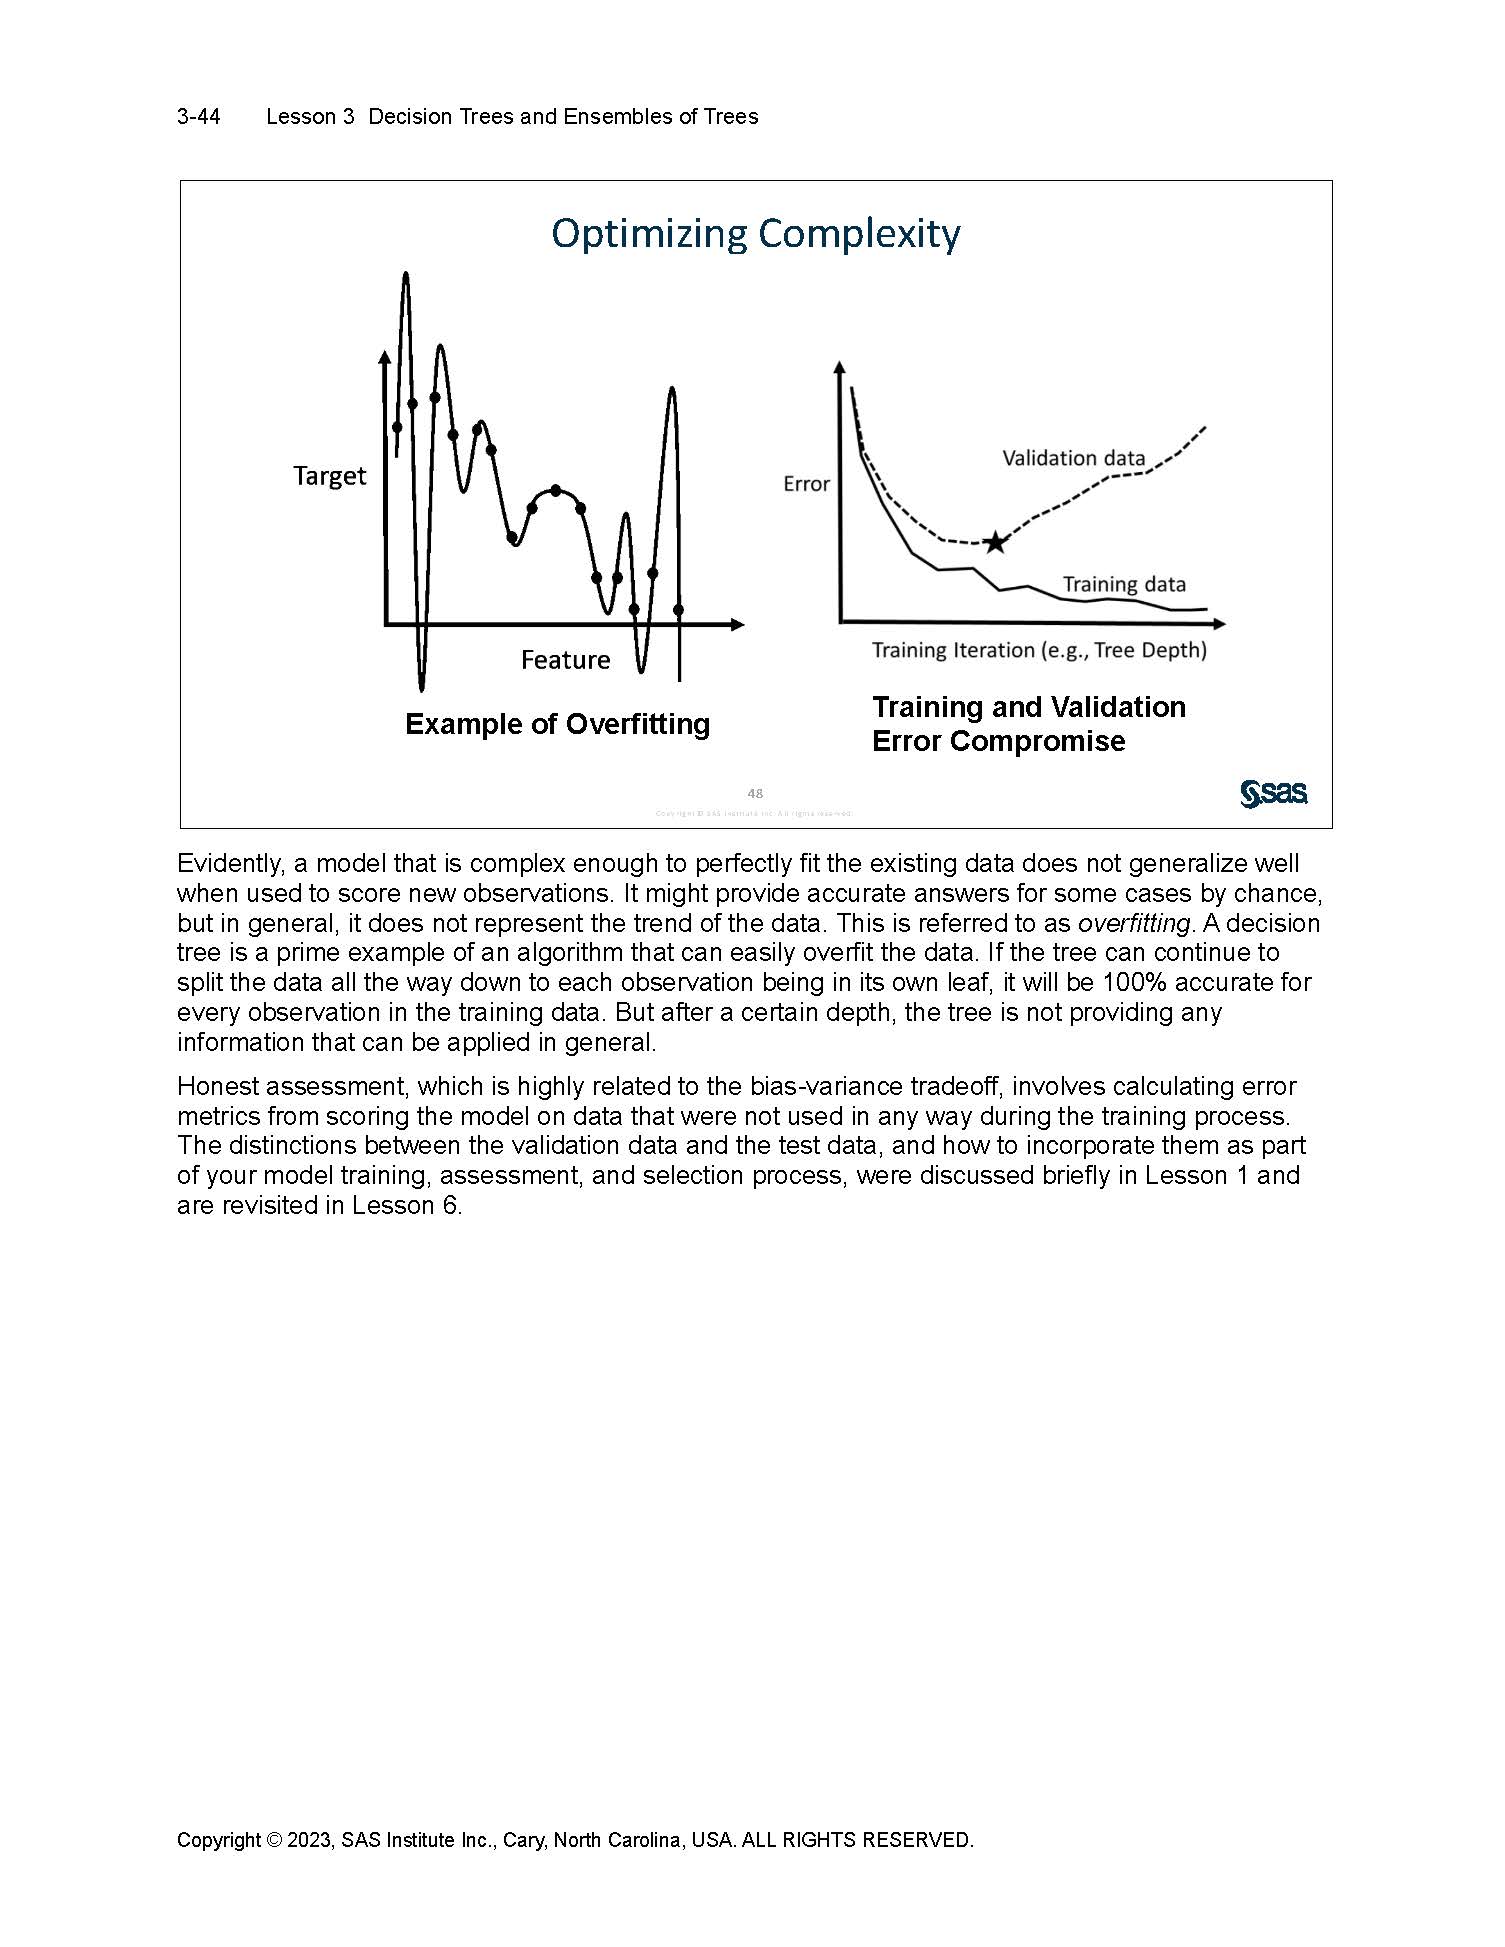 3-44 Lesson 3 Decision Trees and Ensembles of Trees
Optimizing Complexity
Target
Feature
Example of Overfitting
Error
Validation data
Training data
Training Iteration (e.g., Tree Depth)
Training and Validation
Error Compromise
48
Copyright © SAS Institute Inc. All rights reserved.
sas
Evidently, a model that is complex enough to perfectly fit the existing data does not generalize well
when used to score new observations. It might provide accurate answers for some cases by chance,
but in general, it does not represent the trend of the data. This is referred to as overfitting. A decision
tree is a prime example of an algorithm that can easily overfit the data. If the tree can continue to
split the data all the way down to each observation being in its own leaf, it will be 100% accurate for
every observation in the training data. But after a certain depth, the tree is not providing any
information that can be applied in general.
Honest assessment, which is highly related to the bias-variance tradeoff, involves calculating error
metrics from scoring the model on data that were not used in any way during the training process.
The distinctions between the validation data and the test data, and how to incorporate them as part
of your model training, assessment, and selection process, were discussed briefly in Lesson 1 and
are revisited in Lesson 6.
Copyright © 2023, SAS Institute Inc., Cary, North Carolina, USA. ALL RIGHTS RESERVED.